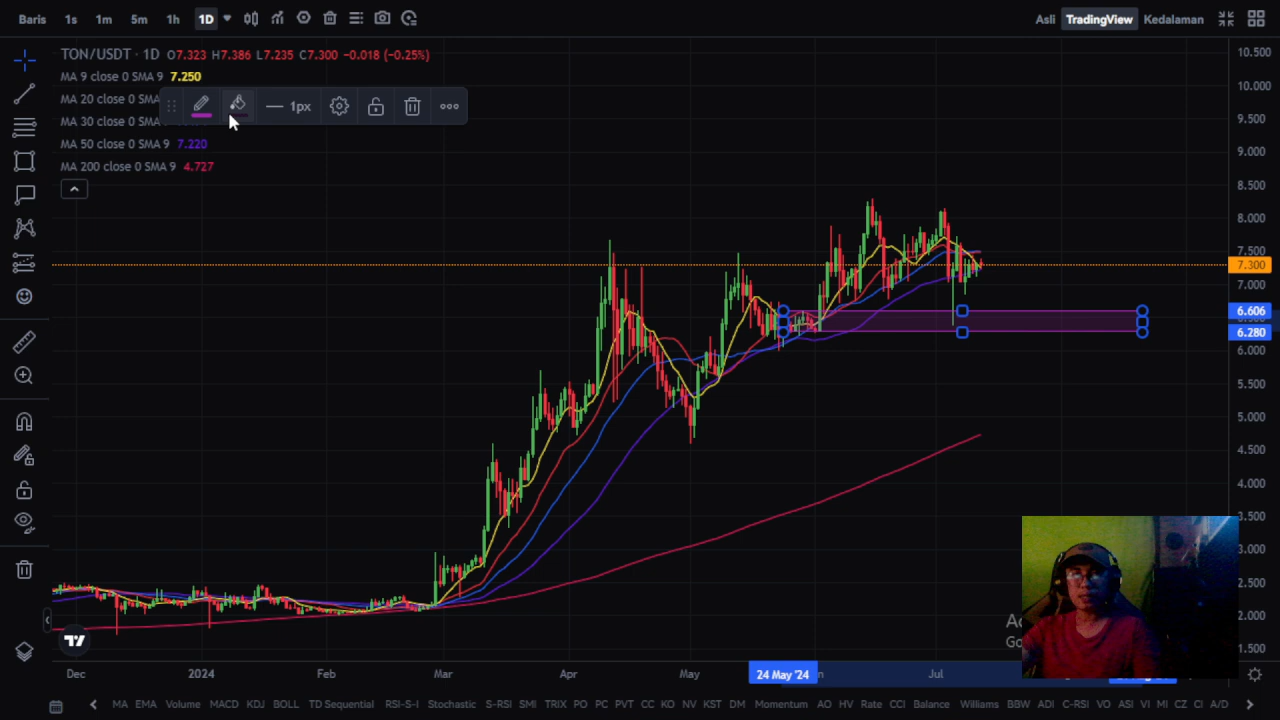 Baris 1s 1m 5m 1h 1D Asli TradingView Kedalaman
TON/USDT · 1D O7.323 H7.386 L7.235 C7.300 −0.018 (−0.25%)
MA 9 close 0 SMA 9 7.250
MA 20 close 0 SMA
MA 30 close 0 SMA
MA 50 close 0 SMA 9 7.220
MA 200 close 0 SMA 9 4.727
1px
10.500
10.000
9.500
9.000
8.500
8.000
7.500
7.300
7.000
6.606
6.280
6.000
5.500
5.000
4.500
4.000
3.500
3.000
2.500
2.000
1.500
Dec 2024 Feb Mar Apr May 24 May '24 Jul
MA EMA Volume MACD KDJ BOLL TD Sequential RSI-S-I Stochastic S-RSI SMI TRIX PO PC PVT CC KO NV KST DM Momentum AO HV Rate CCI Balance Williams BBW ADI C-RSI VO ASI VI MI CZ CI A/D